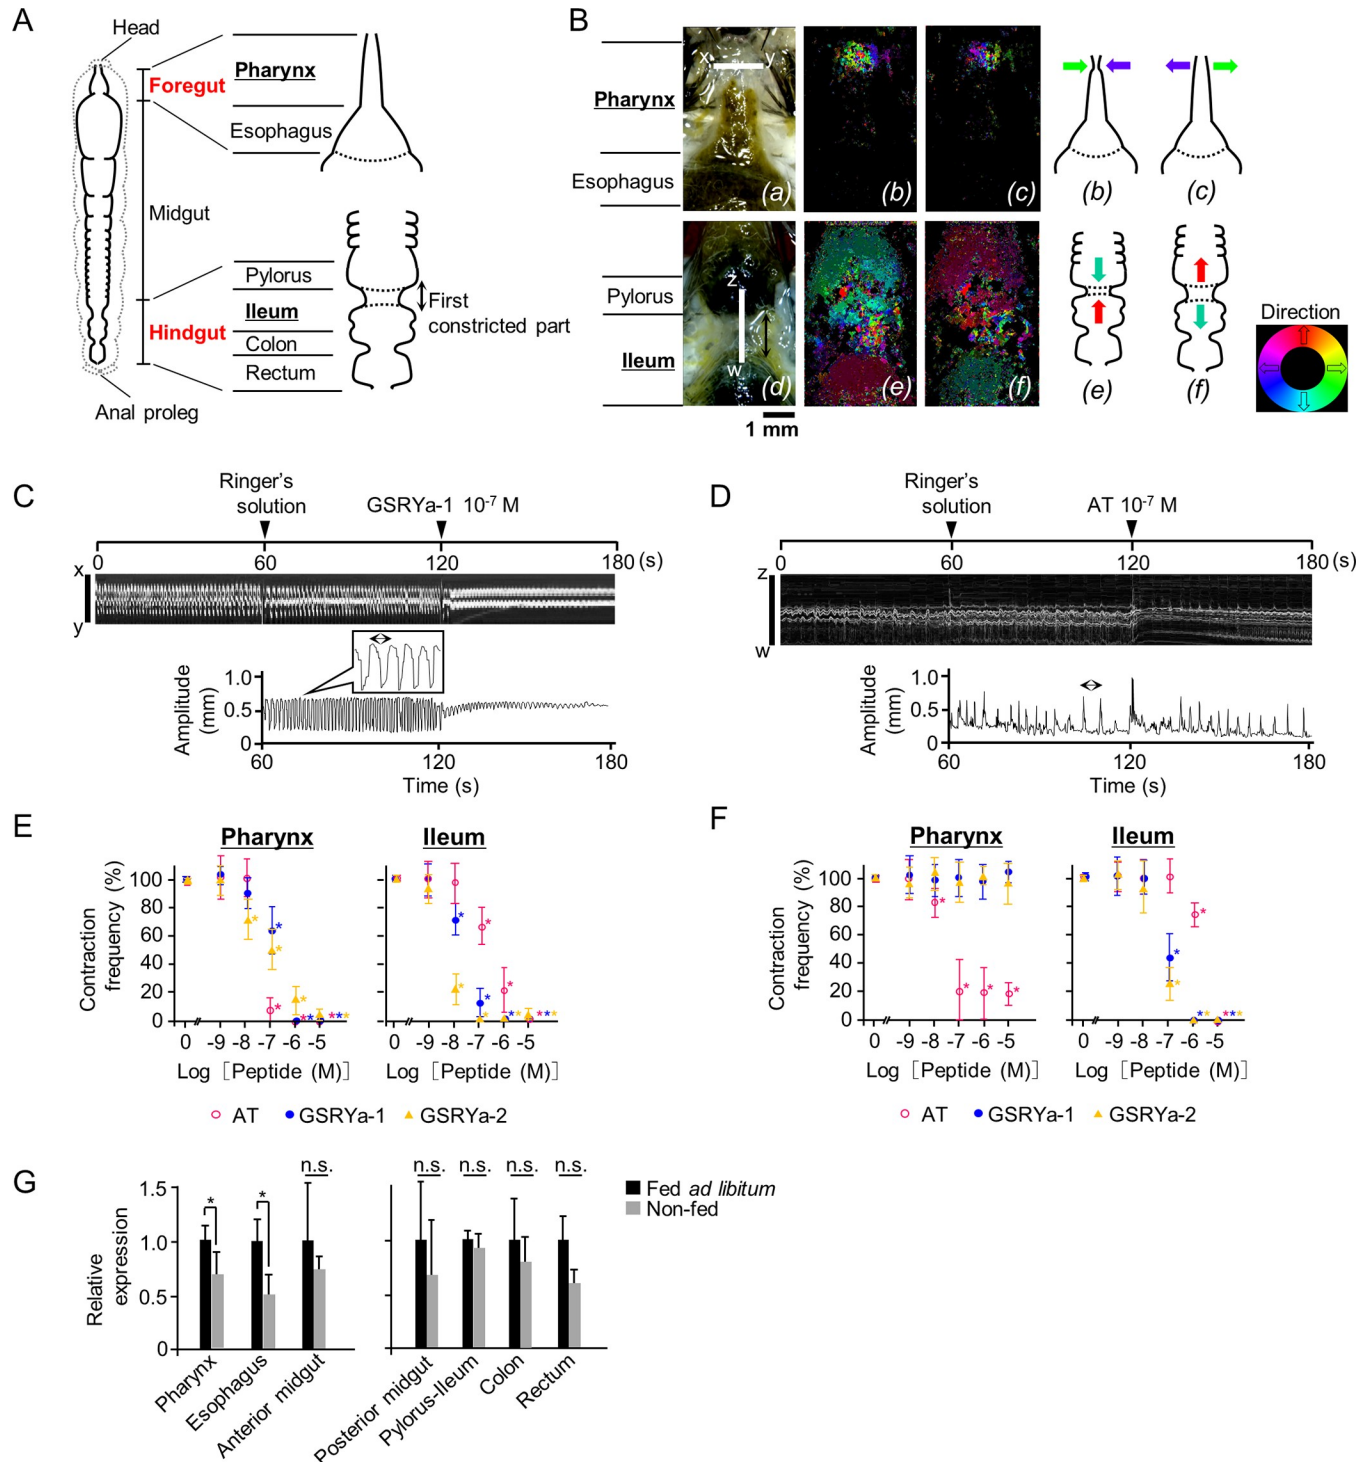 A
Head
Foregut
Pharynx
Esophagus
Midgut
Pylorus
Ileum
Hindgut
Colon
Rectum
First
constricted part
Anal proleg
B
Pharynx
Esophagus
x y
(a) (b) (c) (b) (c)
Pylorus
Ileum
z
w
(d) (e) (f) (e) (f)
1 mm
Direction
C
Ringer's
solution
GSRYa-1 10-7 M
0 60 120 180 (s)
x
y
Amplitude
(mm)
1.0
0.5
0
60 120 180
Time (s)
D
Ringer's
solution
AT 10-7 M
0 60 120 180 (s)
z
w
Amplitude
(mm)
1.0
0.5
0
60 120 180
Time (s)
E
Pharynx Ileum
Contraction
frequency (%)
100
80
60
40
20
0
0 -9 -8 -7 -6 -5
0 -9 -8 -7 -6 -5
Log [Peptide (M)] Log [Peptide (M)]
AT GSRYa-1 GSRYa-2
F
Pharynx Ileum
Contraction
frequency (%)
100
80
60
40
20
0
0 -9 -8 -7 -6 -5
0 -9 -8 -7 -6 -5
Log [Peptide (M)] Log [Peptide (M)]
AT GSRYa-1 GSRYa-2
G
Relative
expression
1.5
1.0
0.5
0
* * n.s. n.s. n.s. n.s. n.s.
Pharynx
Esophagus
Anterior midgut
Posterior midgut
Pylorus-Ileum
Colon
Rectum
Fed ad libitum
Non-fed